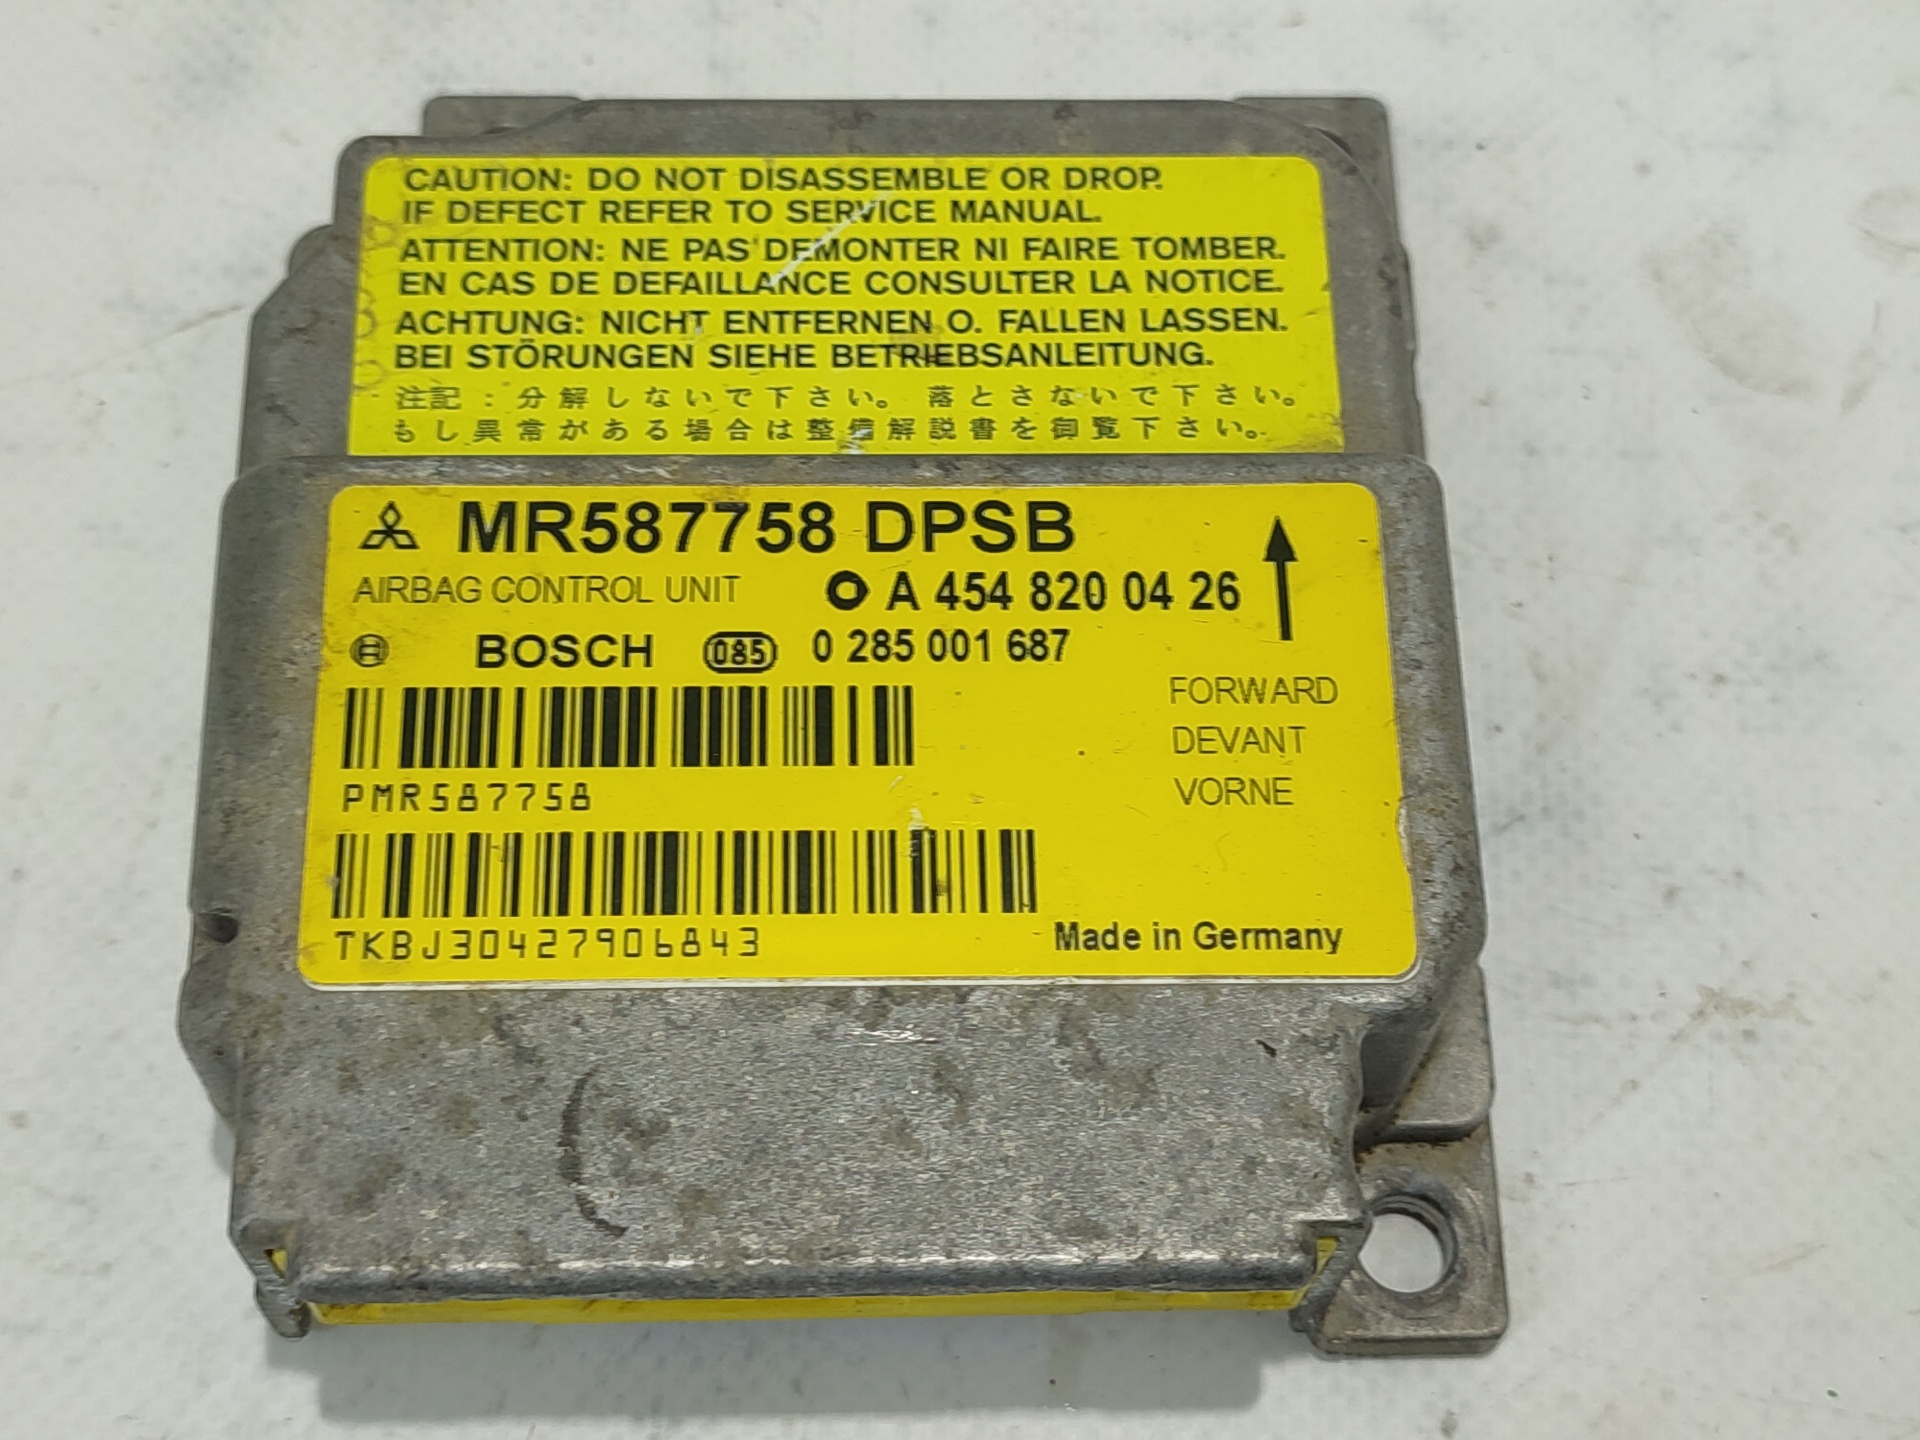 CAUTION: DO NOT DISASSEMBLE OR DROP.
IF DEFECT REFER TO SERVICE MANUAL.
ATTENTION: NE PAS DEMONTER NI FAIRE TOMBER.
EN CAS DE DEFAILLANCE CONSULTER LA NOTICE.
ACHTUNG: NICHT ENTFERNEN O. FALLEN LASSEN.
BEI STÖRUNGEN SIEHE BETRIEBSANLEITUNG.
注記：分解しないで下さい。落とさないで下さい。
もし異常がある場合は整備解説書を御覧下さい。
MR587758 DPSB
AIRBAG CONTROL UNIT A 454 820 04 26
BOSCH 085 0 285 001 687
FORWARD
DEVANT
VORNE
PMR587758
TKBJ30427906843
Made in Germany